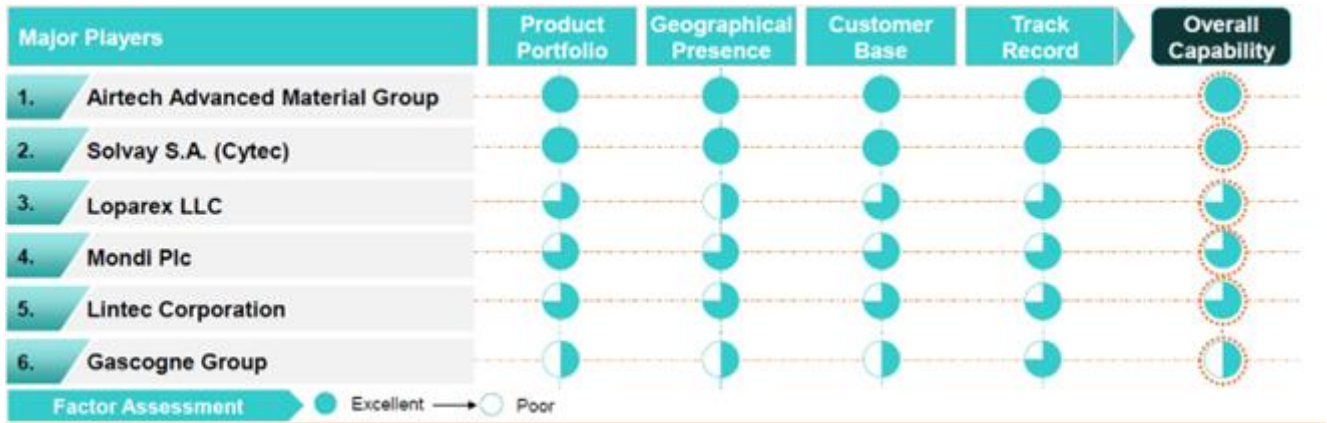 Major Players
Product Portfolio
Geographical Presence
Customer Base
Track Record
Overall Capability
1. Airtech Advanced Material Group
2. Solvay S.A. (Cytec)
3. Loparex LLC
4. Mondi Plc
5. Lintec Corporation
6. Gascogne Group
Factor Assessment Excellent Poor